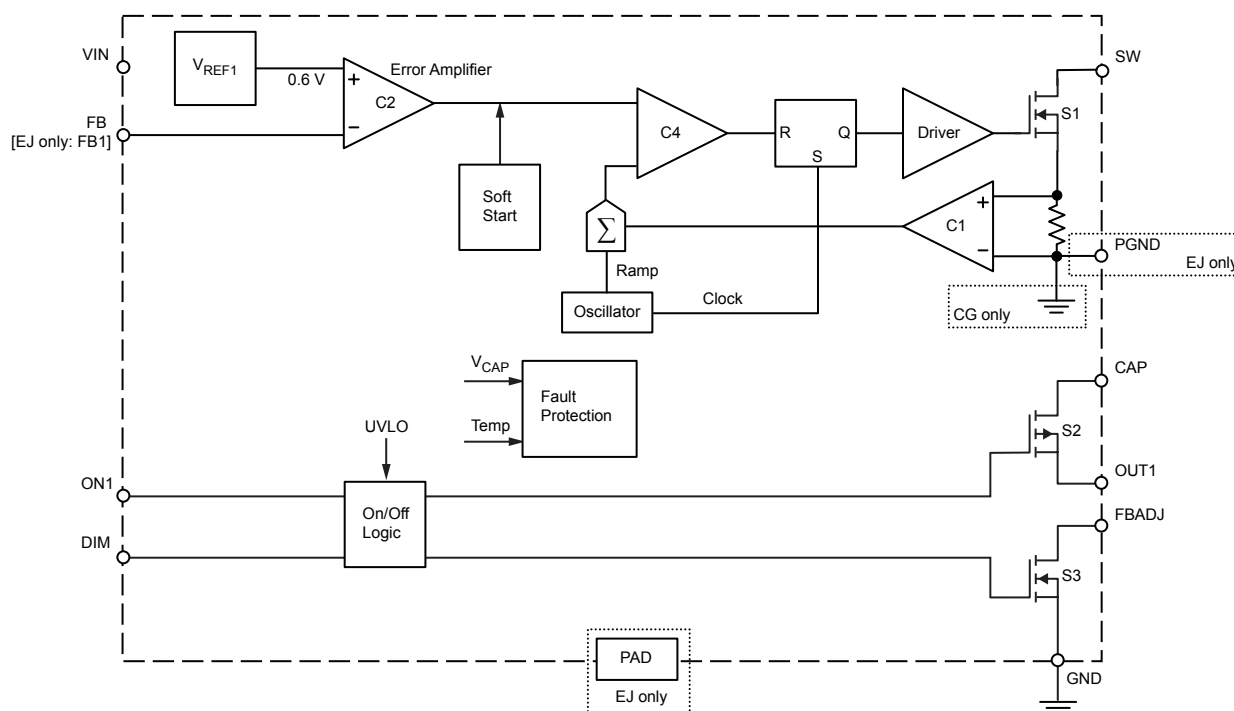 VIN
VREF1
0.6 V
+
C2
−
Error Amplifier
FB
[EJ only: FB1]
Soft
Start
C4
R
Q
S
Driver
S1
SW
C1
+
−
∑
Ramp
Oscillator
Clock
PGND
EJ only
CG only
VCAP
Temp
Fault
Protection
UVLO
ON1
DIM
On/Off
Logic
CAP
S2
OUT1
FBADJ
S3
PAD
EJ only
GND